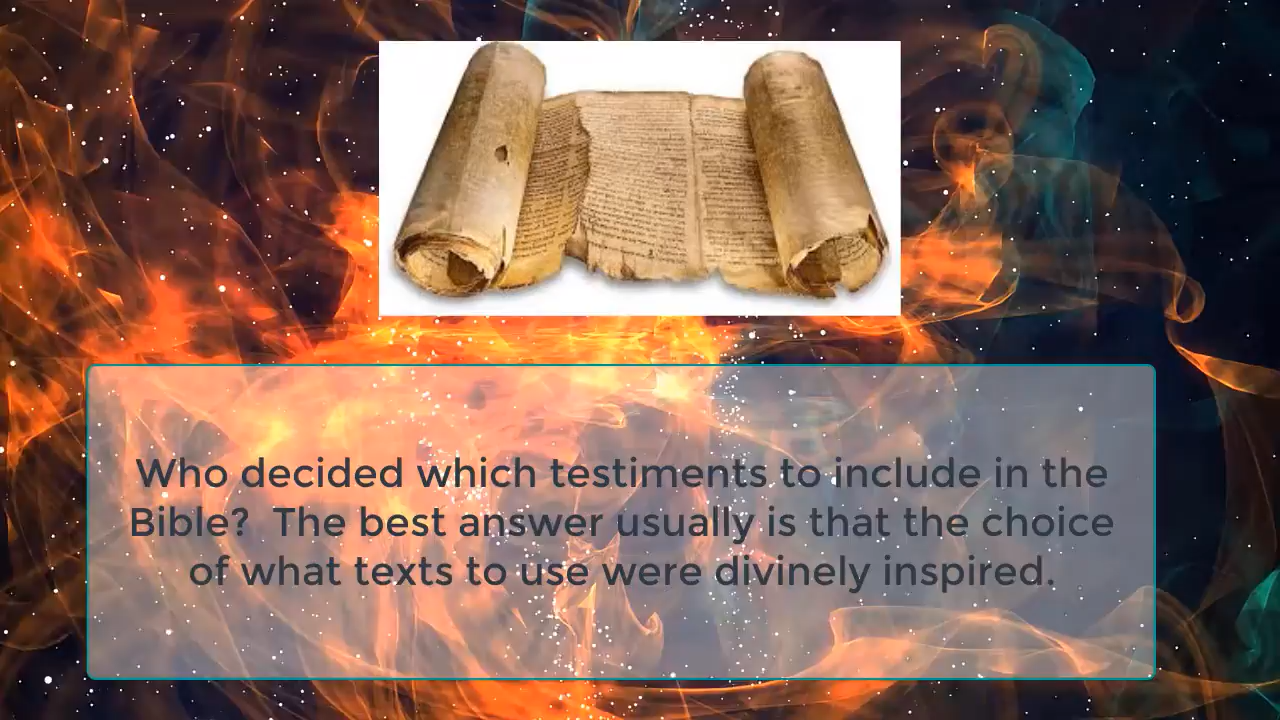 Who decided which testiments to include in the
Bible?  The best answer usually is that the choice
of what texts to use were divinely inspired.